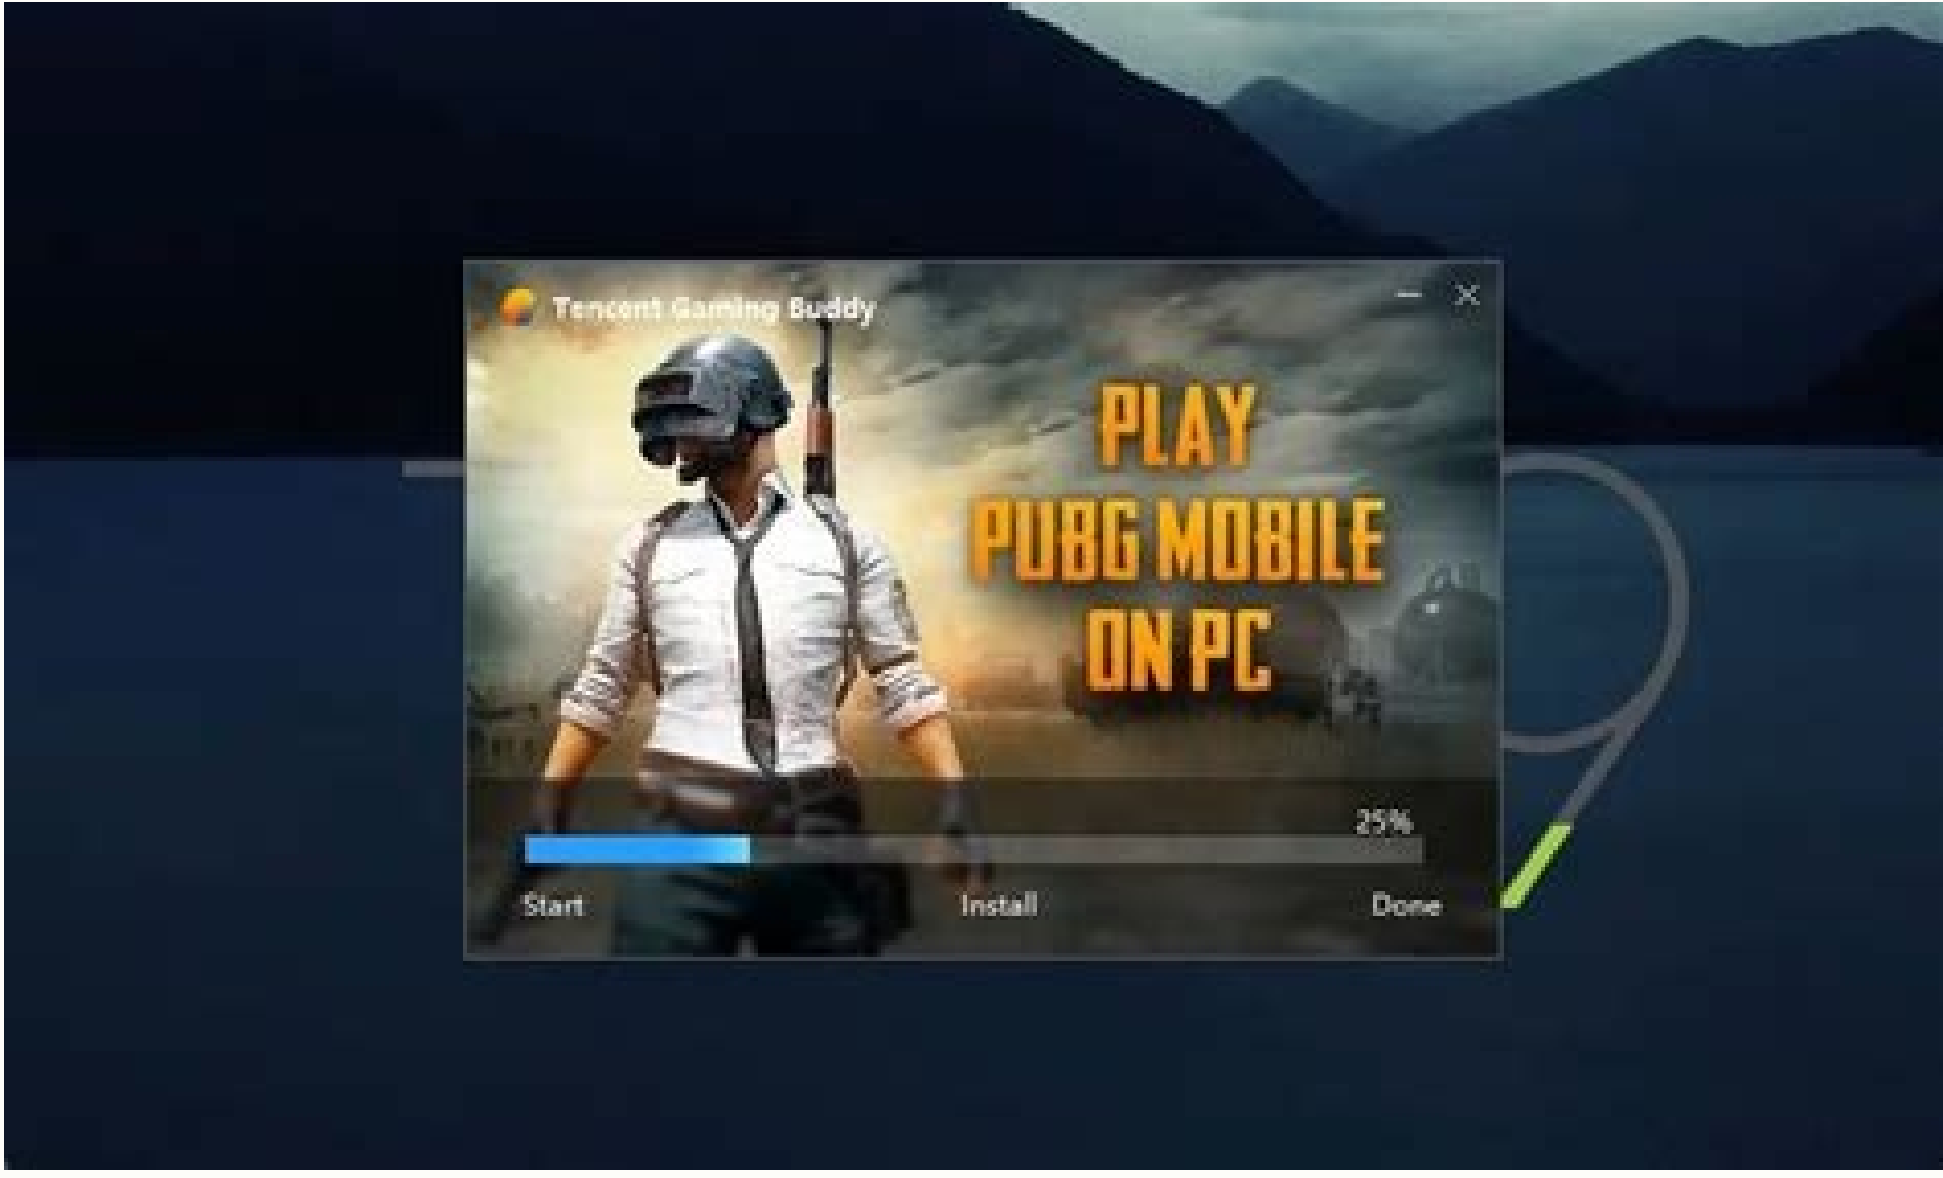 Tencent Gaming Buddy
PLAY
PUBG MOBILE
ON PC
25%
Start Install Done